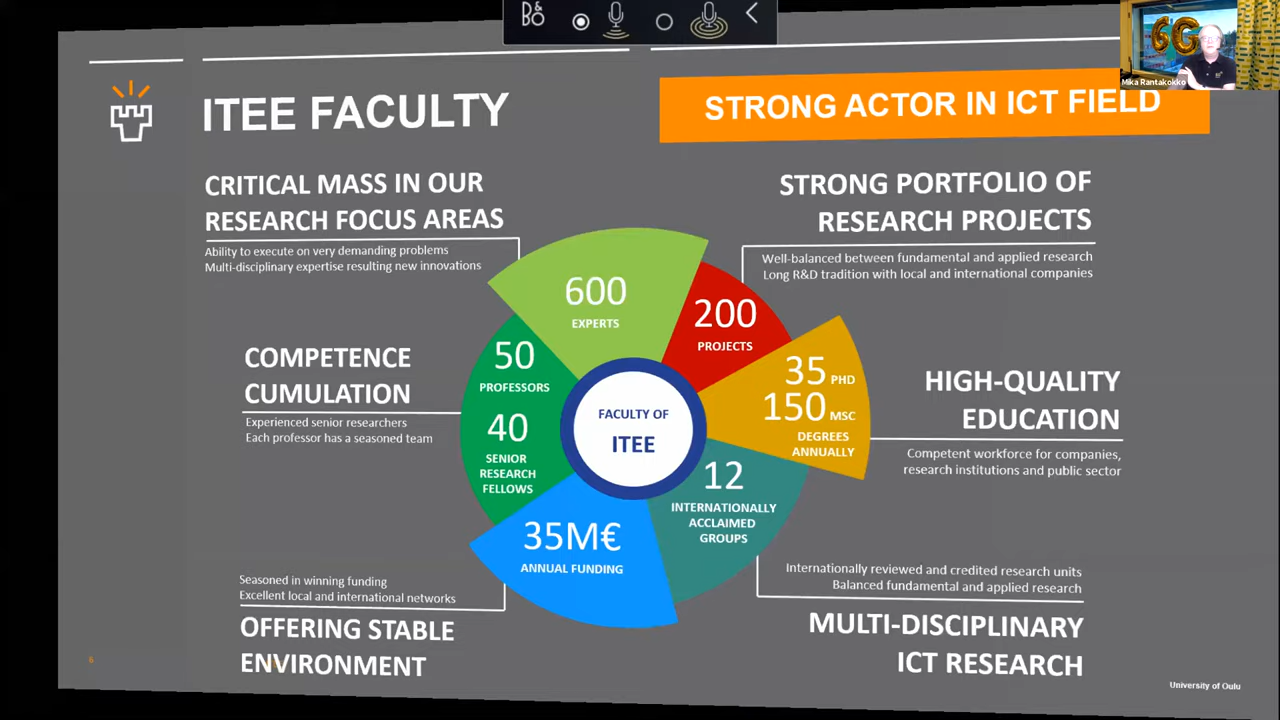 B&O
6G
Mika Rantakokko
ITEE FACULTY
STRONG ACTOR IN ICT FIELD
CRITICAL MASS IN OUR
RESEARCH FOCUS AREAS
Ability to execute on very demanding problems
Multi-disciplinary expertise resulting new innovations
STRONG PORTFOLIO OF
RESEARCH PROJECTS
Well-balanced between fundamental and applied research
Long R&D tradition with local and international companies
600
EXPERTS
200
PROJECTS
COMPETENCE
CUMULATION
Experienced senior researchers
Each professor has a seasoned team
50
PROFESSORS
40
SENIOR
RESEARCH
FELLOWS
FACULTY OF
ITEE
35 PHD
150 MSC
DEGREES
ANNUALLY
HIGH-QUALITY
EDUCATION
Competent workforce for companies,
research institutions and public sector
12
INTERNATIONALLY
ACCLAIMED
GROUPS
35M€
ANNUAL FUNDING
Seasoned in winning funding
Excellent local and international networks
OFFERING STABLE
ENVIRONMENT
Internationally reviewed and credited research units
Balanced fundamental and applied research
MULTI-DISCIPLINARY
ICT RESEARCH
6
University of Oulu